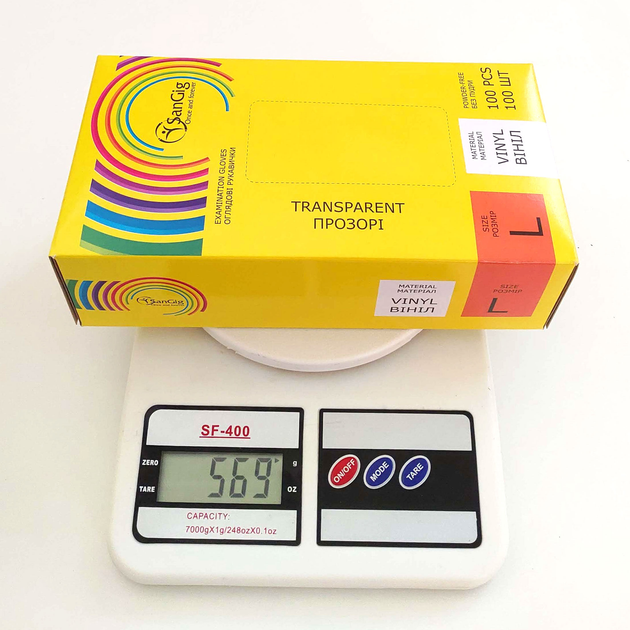 SanGig
Once and forever
EXAMINATION GLOVES
ОГЛЯДОВІ РУКАВИЧКИ
TRANSPARENT
ПРОЗОРІ
POWDER-FREE
БЕЗ ПУДРИ
100 PCS
100 ШТ
MATERIAL
МАТЕРІАЛ
VINYL
ВІНІЛ
SIZE
РОЗМІР
L
SanGig
MATERIAL
МАТЕРІАЛ
VINYL
ВІНІЛ
SIZE
РОЗМІР
L
SF-400
ZERO
TARE
569
g
OZ
CAPACITY:
7000gX1g/248ozX0.1oz
ON/OFF
MODE
TARE